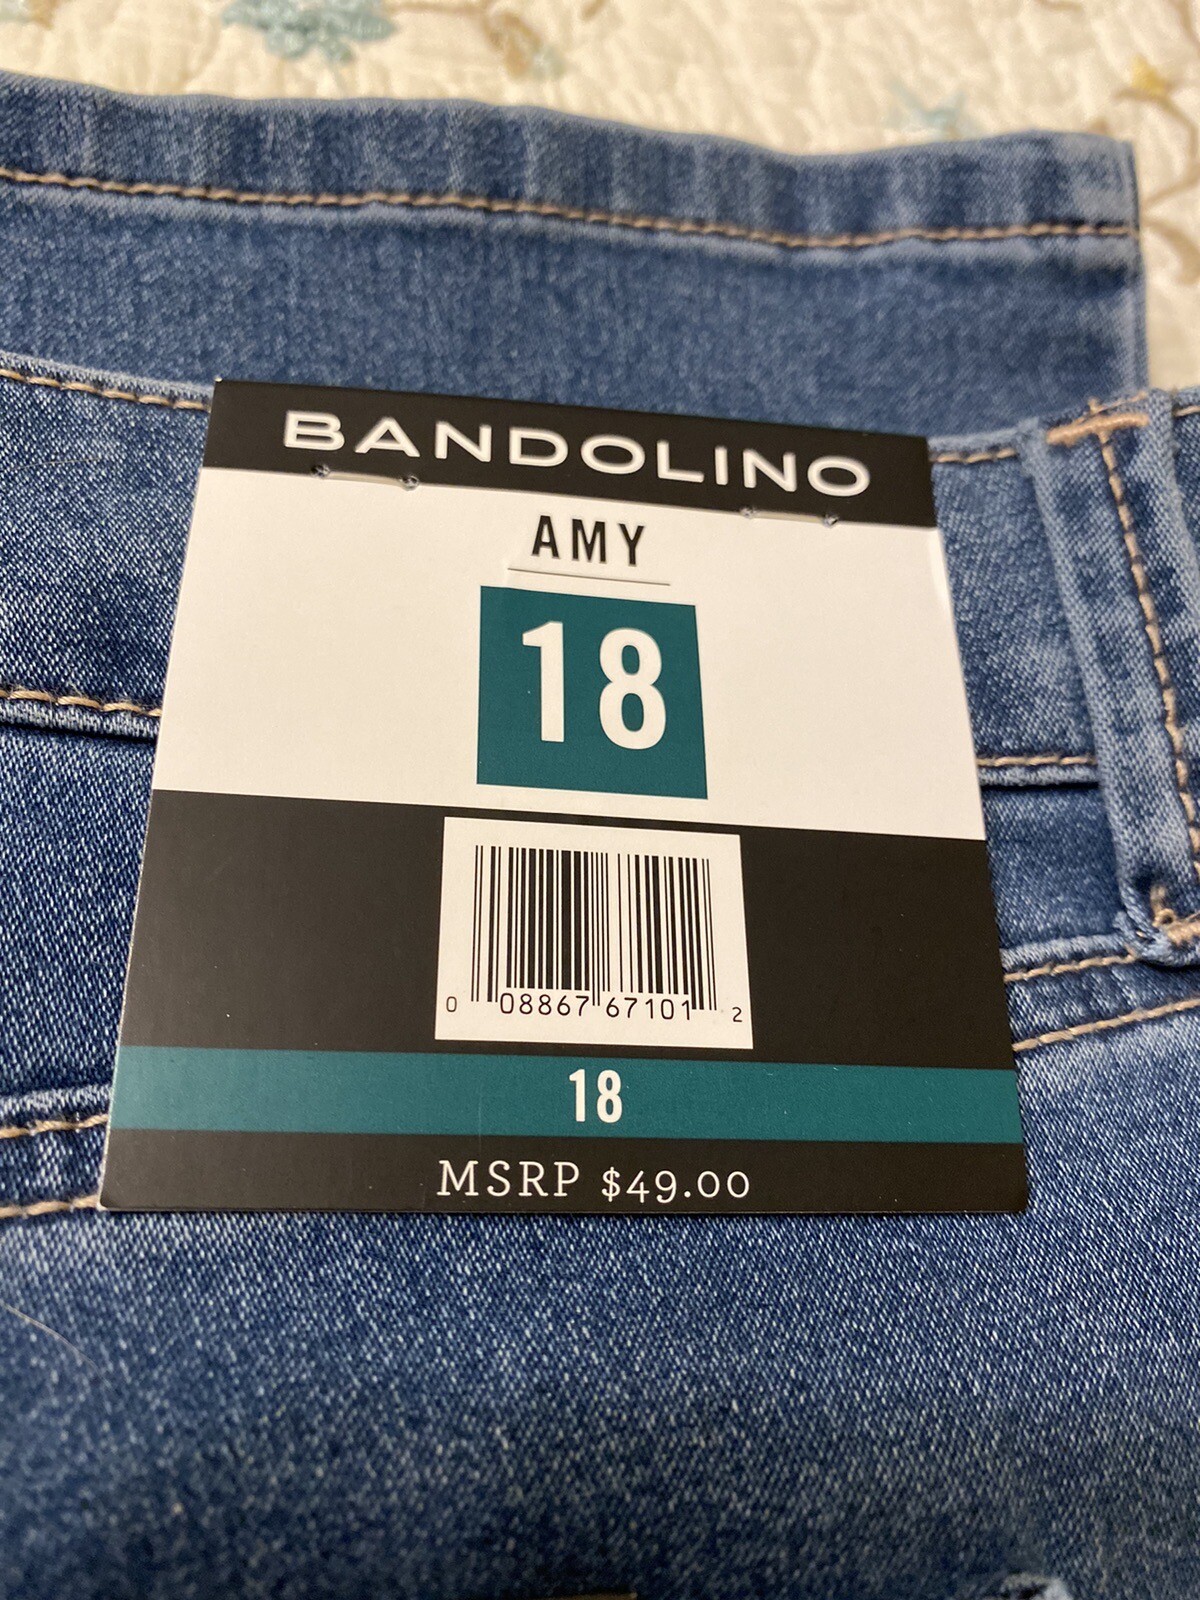 BANDOLINO
AMY
18
0 08867 67101 2
18
MSRP $49.00